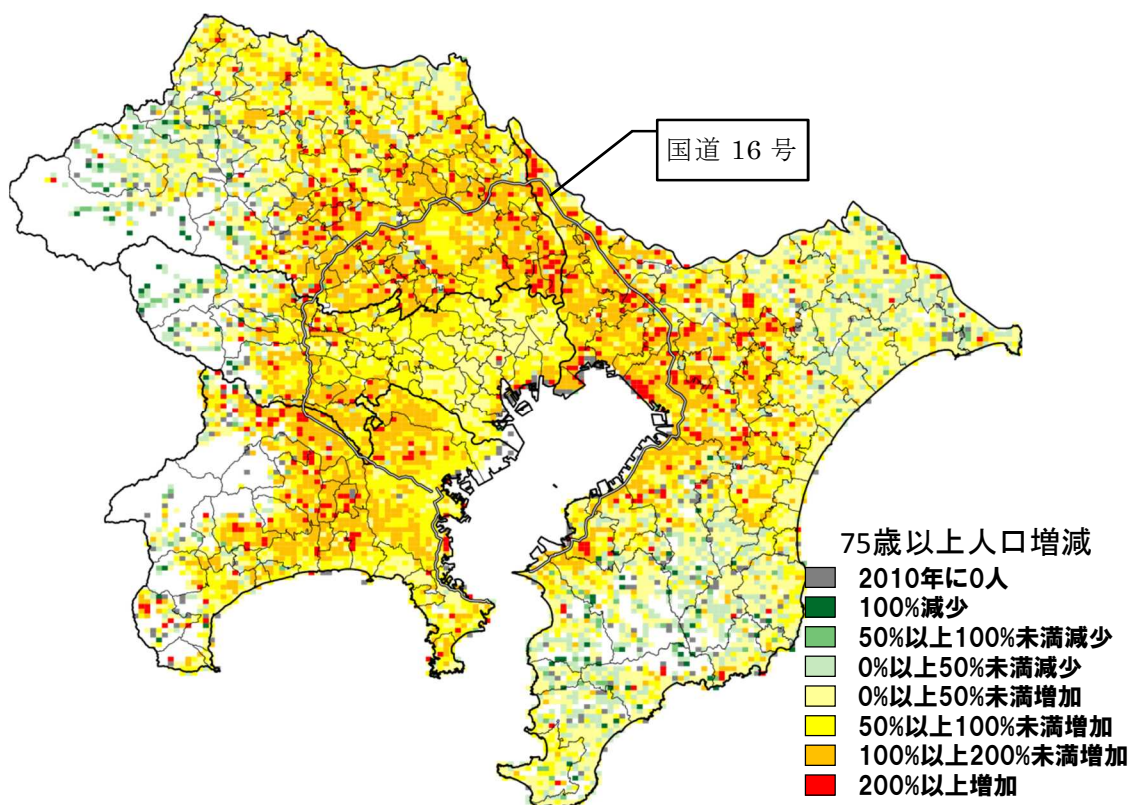 国道 16 号
75歳以上人口増減
2010年に0人
100%減少
50%以上100%未満減少
0%以上50%未満減少
0%以上50%未満増加
50%以上100%未満増加
100%以上200%未満増加
200%以上増加